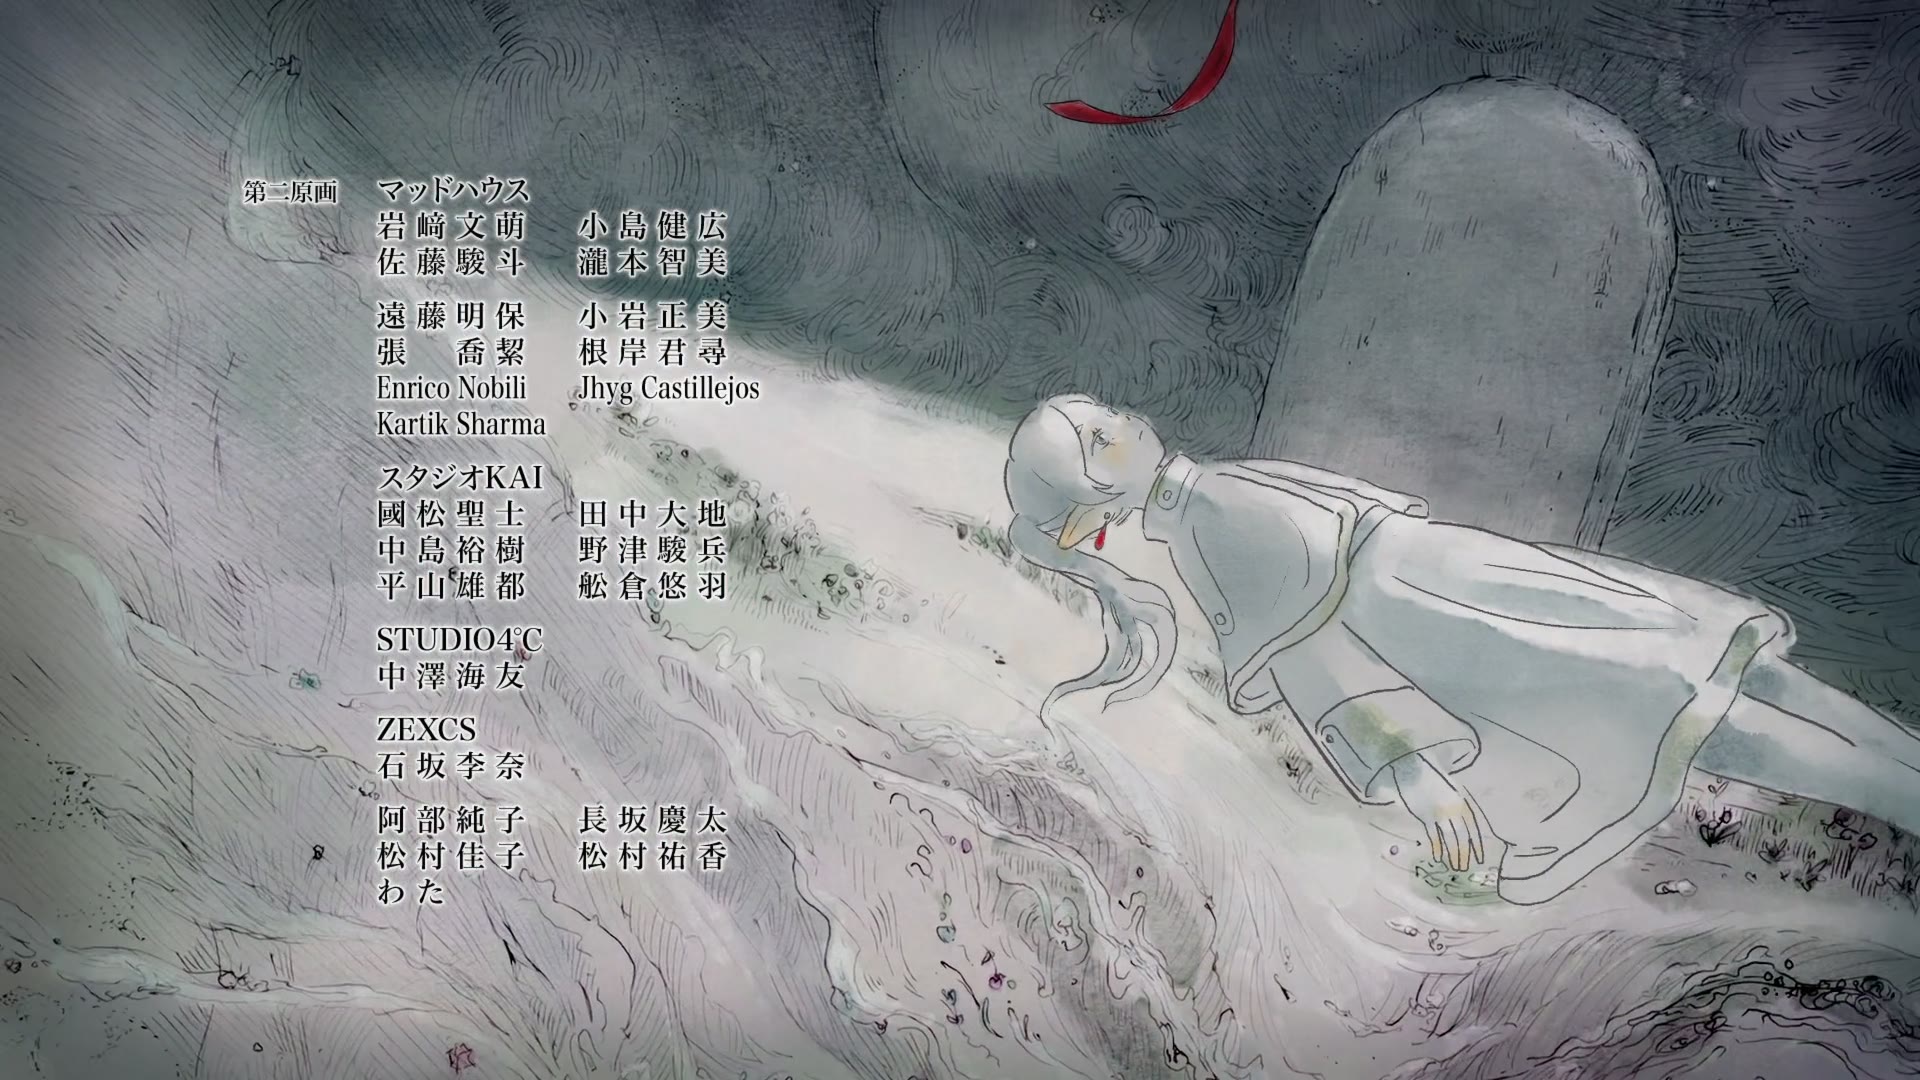 第二原画 マッドハウス
岩﨑文萌 小島健広
佐藤駿斗 瀧本智美
遠藤明保 小岩正美
張 喬絜 根岸君尋
Enrico Nobili Jhyg Castillejos
Kartik Sharma
スタジオKAI
國松聖士 田中大地
中島裕樹 野津駿兵
平山雄都 舩倉悠羽
STUDIO4℃
中澤海友
ZEXCS
石坂李奈
阿部純子 長坂慶太
松村佳子 松村祐香
わた